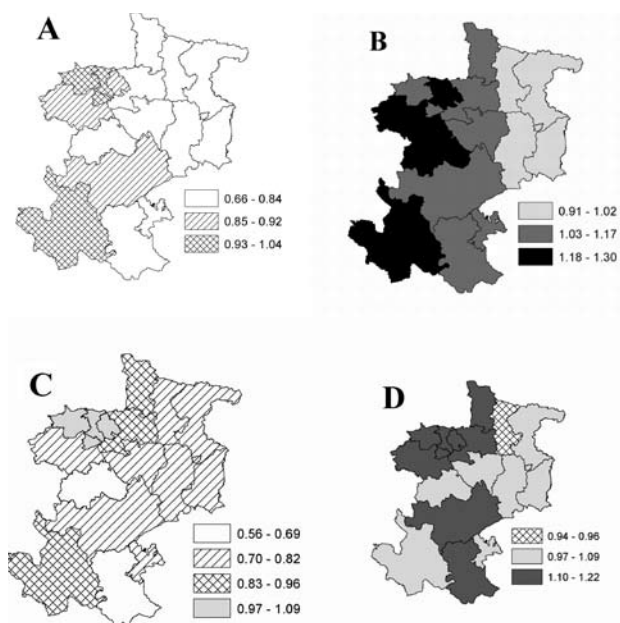 A
0.66 - 0.84
0.85 - 0.92
0.93 - 1.04
B
0.91 - 1.02
1.03 - 1.17
1.18 - 1.30
C
0.56 - 0.69
0.70 - 0.82
0.83 - 0.96
0.97 - 1.09
D
0.94 - 0.96
0.97 - 1.09
1.10 - 1.22